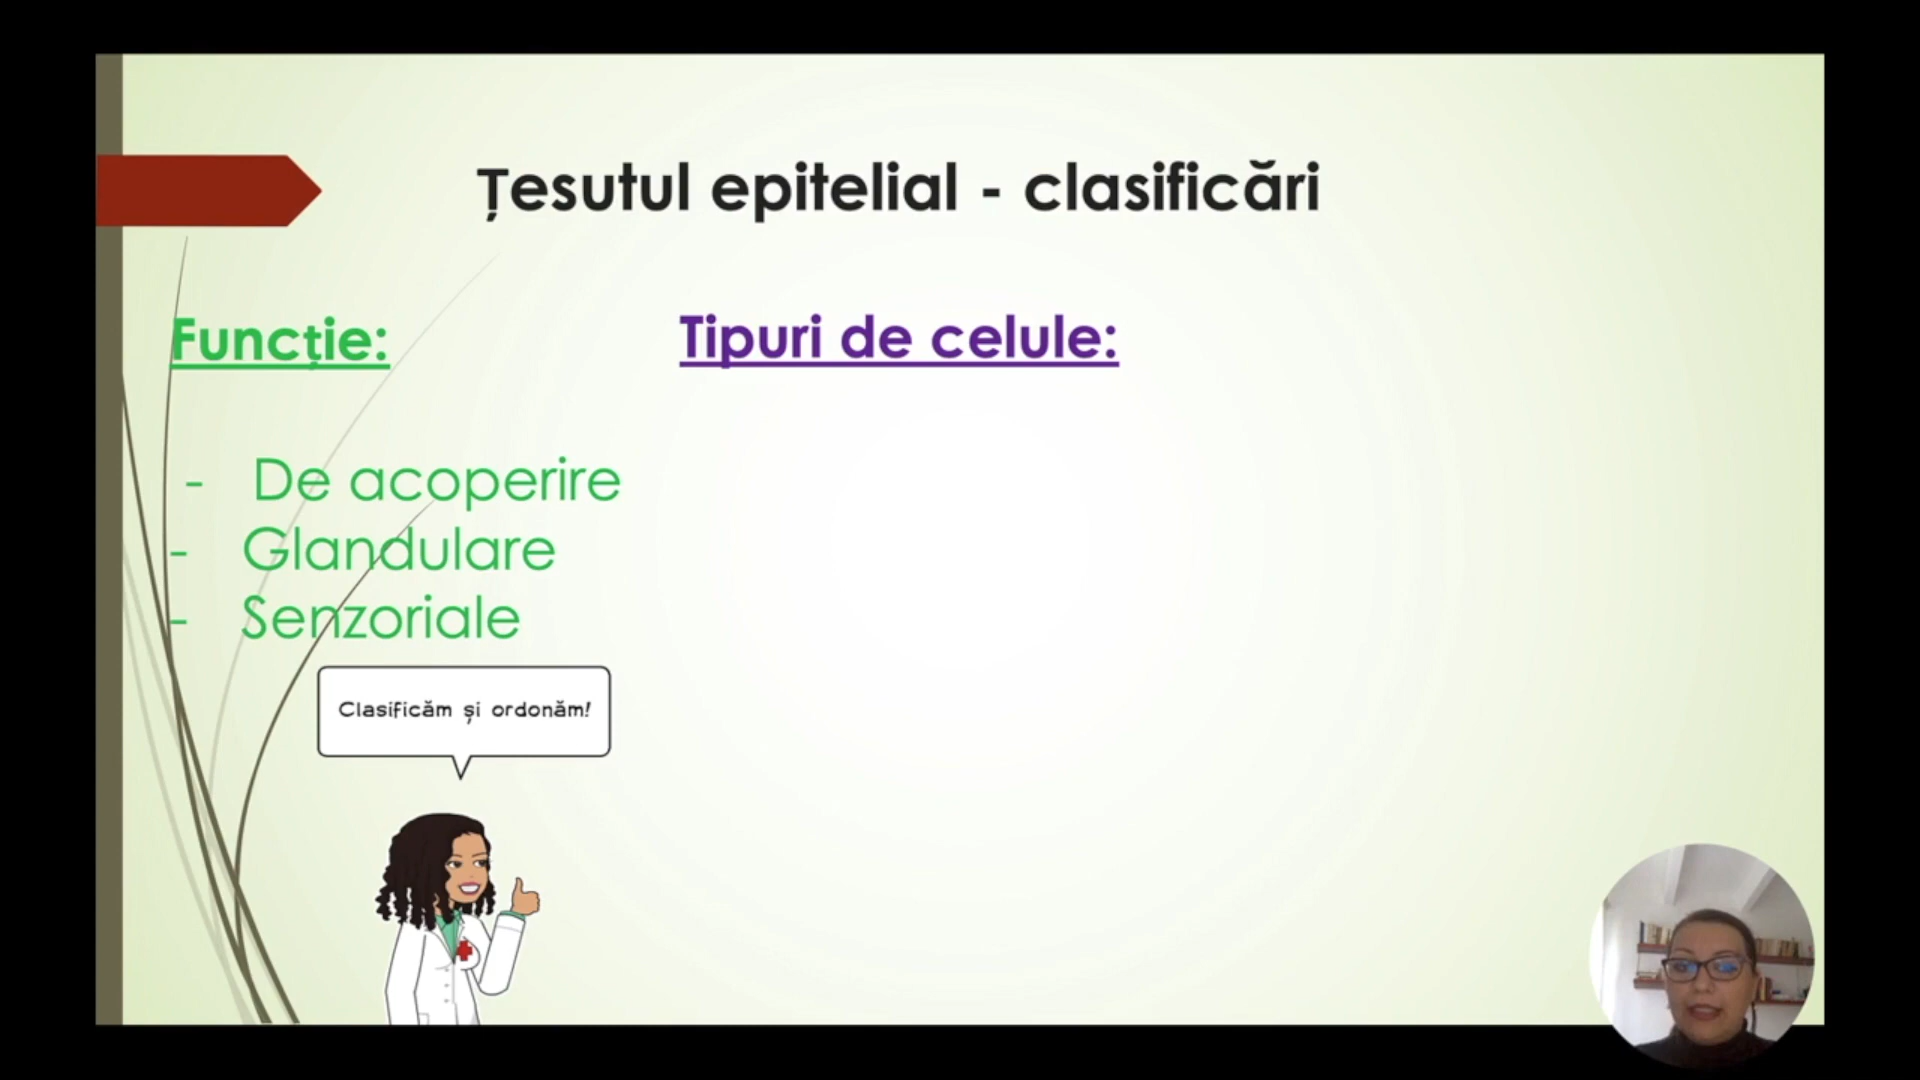 Țesutul epitelial - clasificări
Funcție:
Tipuri de celule:
- De acoperire
- Glandulare
- Senzoriale
Clasificăm și ordonăm!